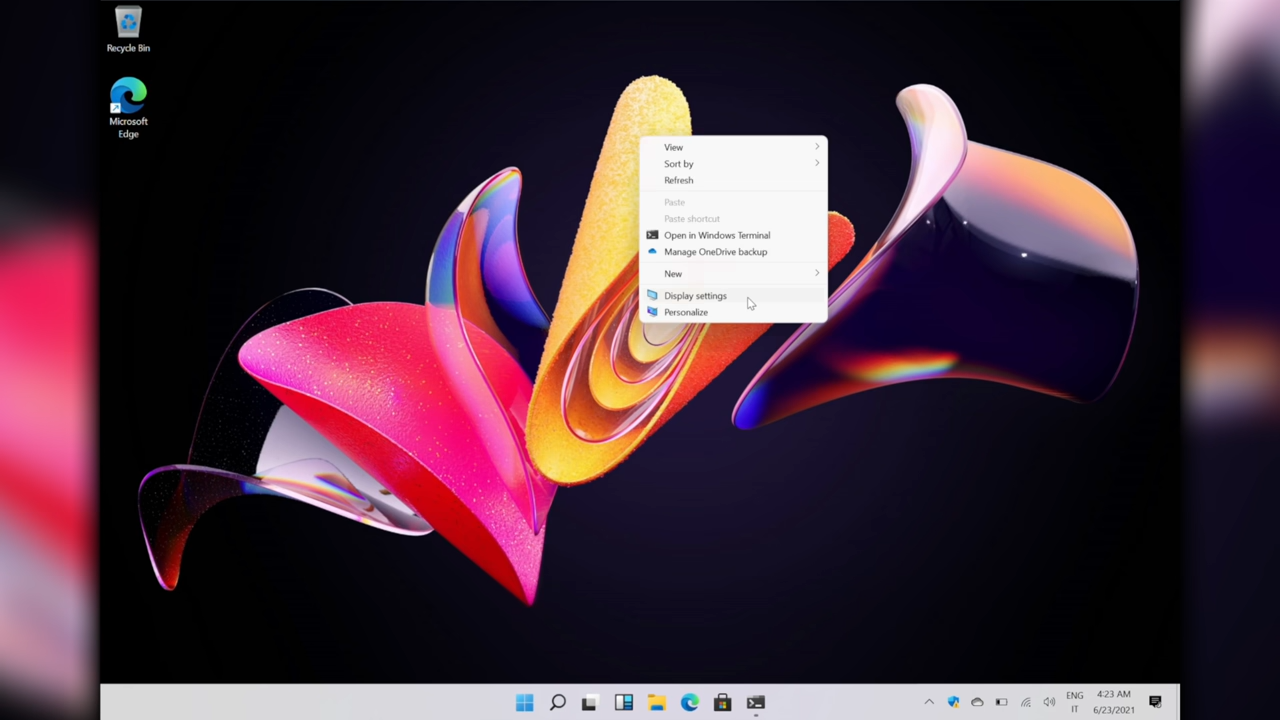 Recycle Bin
Microsoft
Edge
View
Sort by
Refresh
Paste
Paste shortcut
Open in Windows Terminal
Manage OneDrive backup
New
Display settings
Personalize
ENG
IT
4:23 AM
6/23/2021